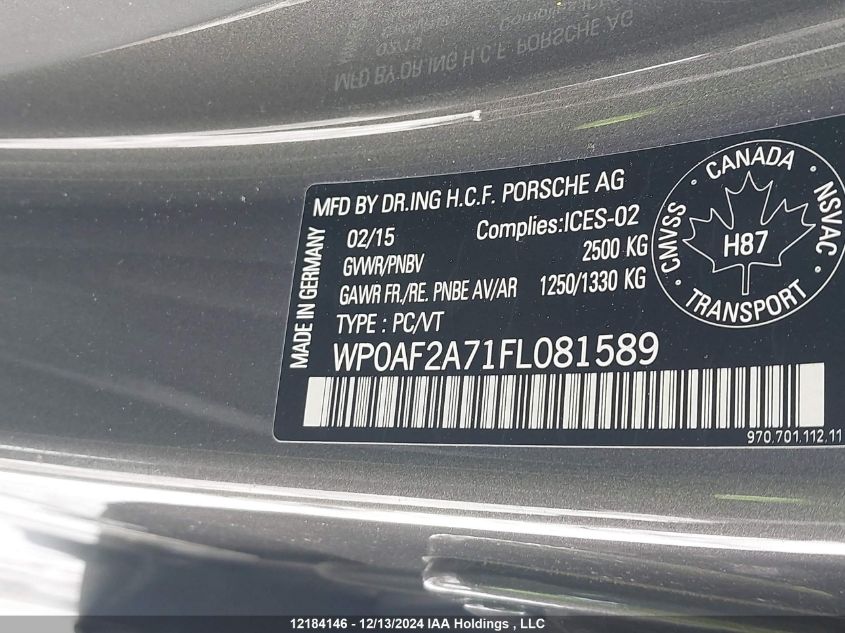 MFD BY DR.ING H.C.F. PORSCHE AG
02/15 Complies:ICES-02
GVWR/PNBV 2500 KG
GAWR FR./RE. PNBE AV/AR 1250/1330 KG
TYPE : PC/VT
WP0AF2A71FL081589
MADE IN GERMANY
CANADA
CMVSS
NSVAC
H87
TRANSPORT
970.701.112.11
12184146 - 12/13/2024 IAA Holdings , LLC